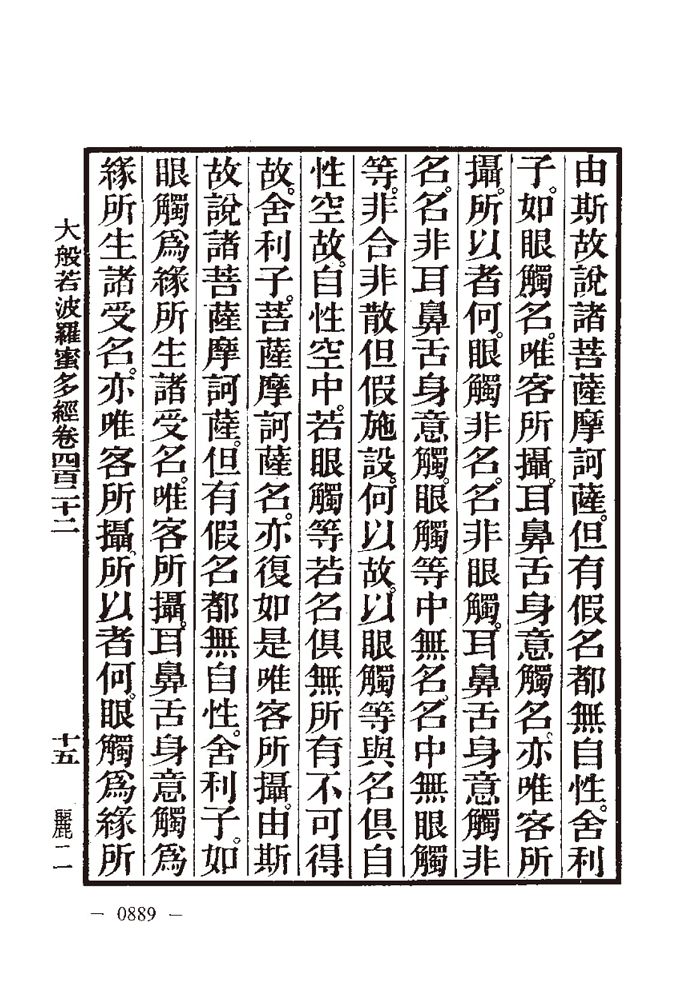 由斯故說諸菩薩摩訶薩。但有假名都無自性。舍利
子。如眼觸名。唯客所攝。耳鼻舌身意觸名。亦唯客所
攝。所以者何。眼觸非名。名非眼觸。耳鼻舌身意觸非
名。名非耳鼻舌身意觸。眼觸等中無名。名中無眼觸
等。非合非散但假施設。何以故。以眼觸等與名俱自
性空故。自性空中。若眼觸等若名俱無所有不可得
故。舍利子。菩薩摩訶薩名。亦復如是唯客所攝。由斯
故說諸菩薩摩訶薩。但有假名都無自性。舍利子。如
眼觸爲緣所生諸受名。唯客所攝。耳鼻舌身意觸爲
緣所生諸受名。亦唯客所攝。所以者何。眼觸爲緣所
大般若波羅蜜多經卷四百二十二 十五 麗二
— 0889 —